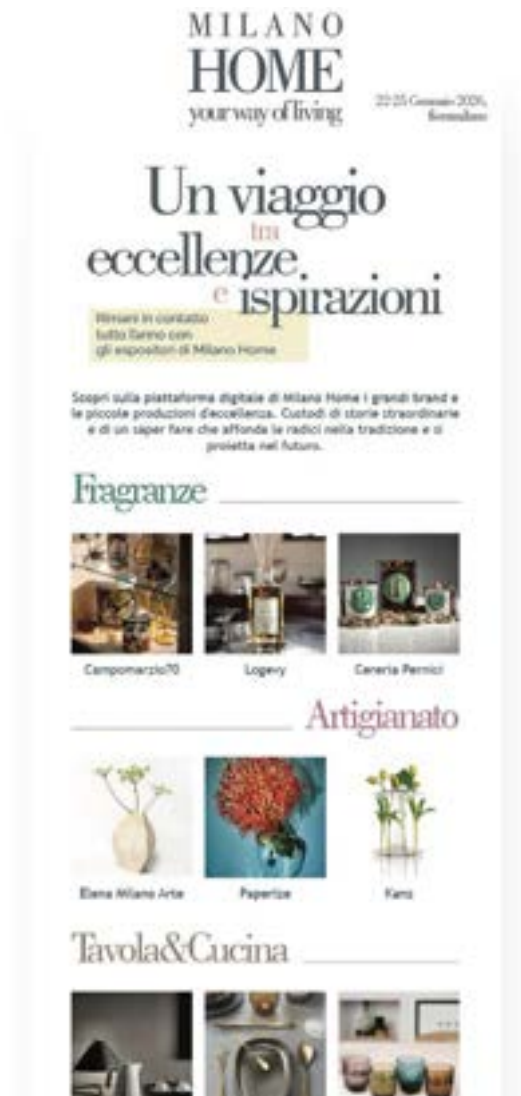 MILANO
HOME
your way of living
22-25 Gennaio 2026,
fieramilano
Un viaggio
tra
eccellenze
e ispirazioni
Rimani in contatto
tutto l'anno con
gli espositori di Milano Home
Scopri sulla piattaforma digitale di Milano Home i grandi brand e
le piccole produzioni d'eccellenza. Custodi di storie straordinarie
e di un saper fare che affonda le radici nella tradizione e si
proietta nel futuro.
Fragranze
Campomarzio70
Logevy
Cereria Pernici
Artigianato
Elena Milano Arte
Paperize
Kanz
Tavola&Cucina